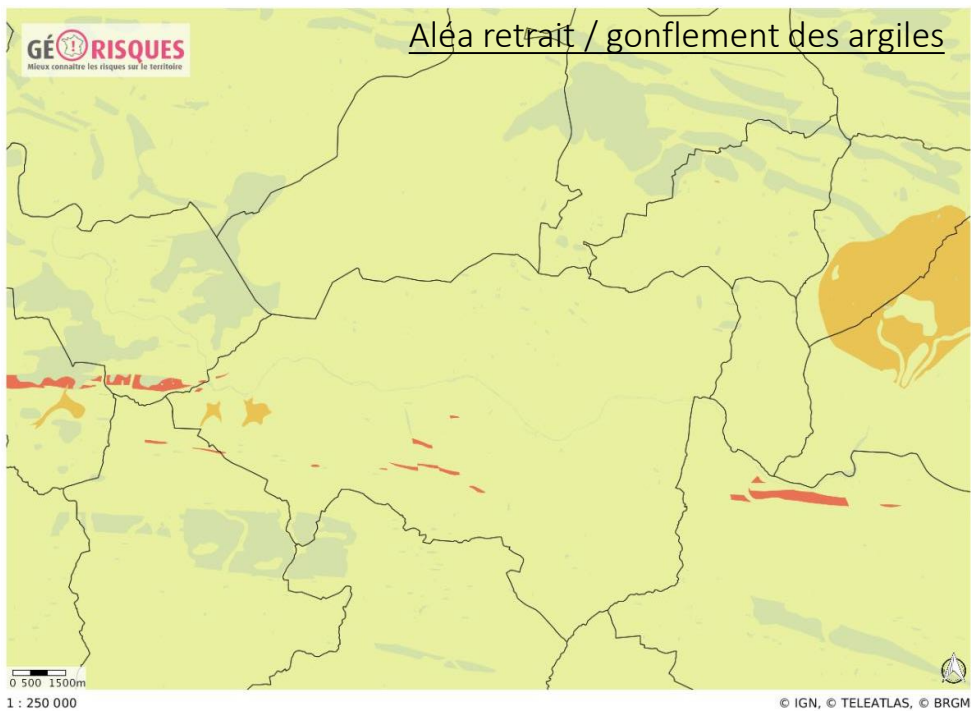 Aléa retrait / gonflement des argiles
GÉORISQUES
Mieux connaître les risques sur le territoire
0 500 1500m
1 : 250 000
© IGN, © TELEATLAS, © BRGM